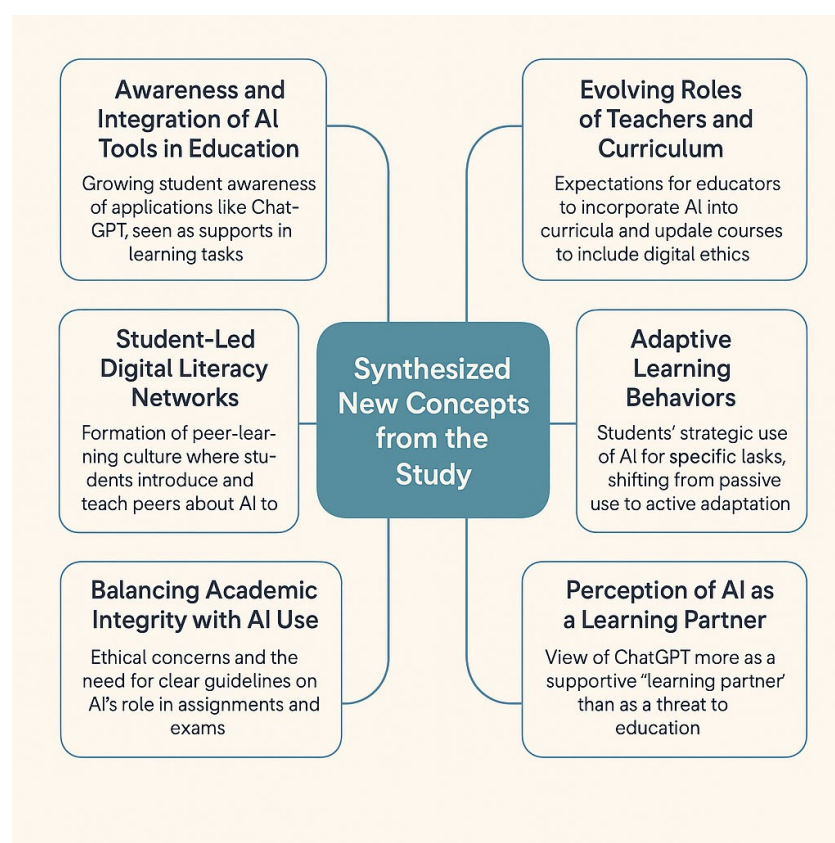 Awareness and
Integration of AI
Tools in Education
Growing student awareness
of applications like Chat-
GPT, seen as supports in
learning tasks
Evolving Roles
of Teachers and
Curriculum
Expectations for educators
to incorporate AI into
curricula and updale courses
to include digital ethics
Student-Led
Digital Literacy
Networks
Formation of peer-lear-
ning culture where stu-
dents introduce and
teach peers about AI to
Synthesized
New Concepts
from the
Study
Adaptive
Learning
Behaviors
Students' strategic use
of AI for specific lasks,
shifting from passive
use to active adaptation
Balancing Academic
Integrity with AI Use
Ethical concerns and the
need for clear guidelines on
AI's role in assignments and
exams
Perception of AI as
a Learning Partner
View of ChatGPT more as a
supportive “learning partner’
than as a threat to
education